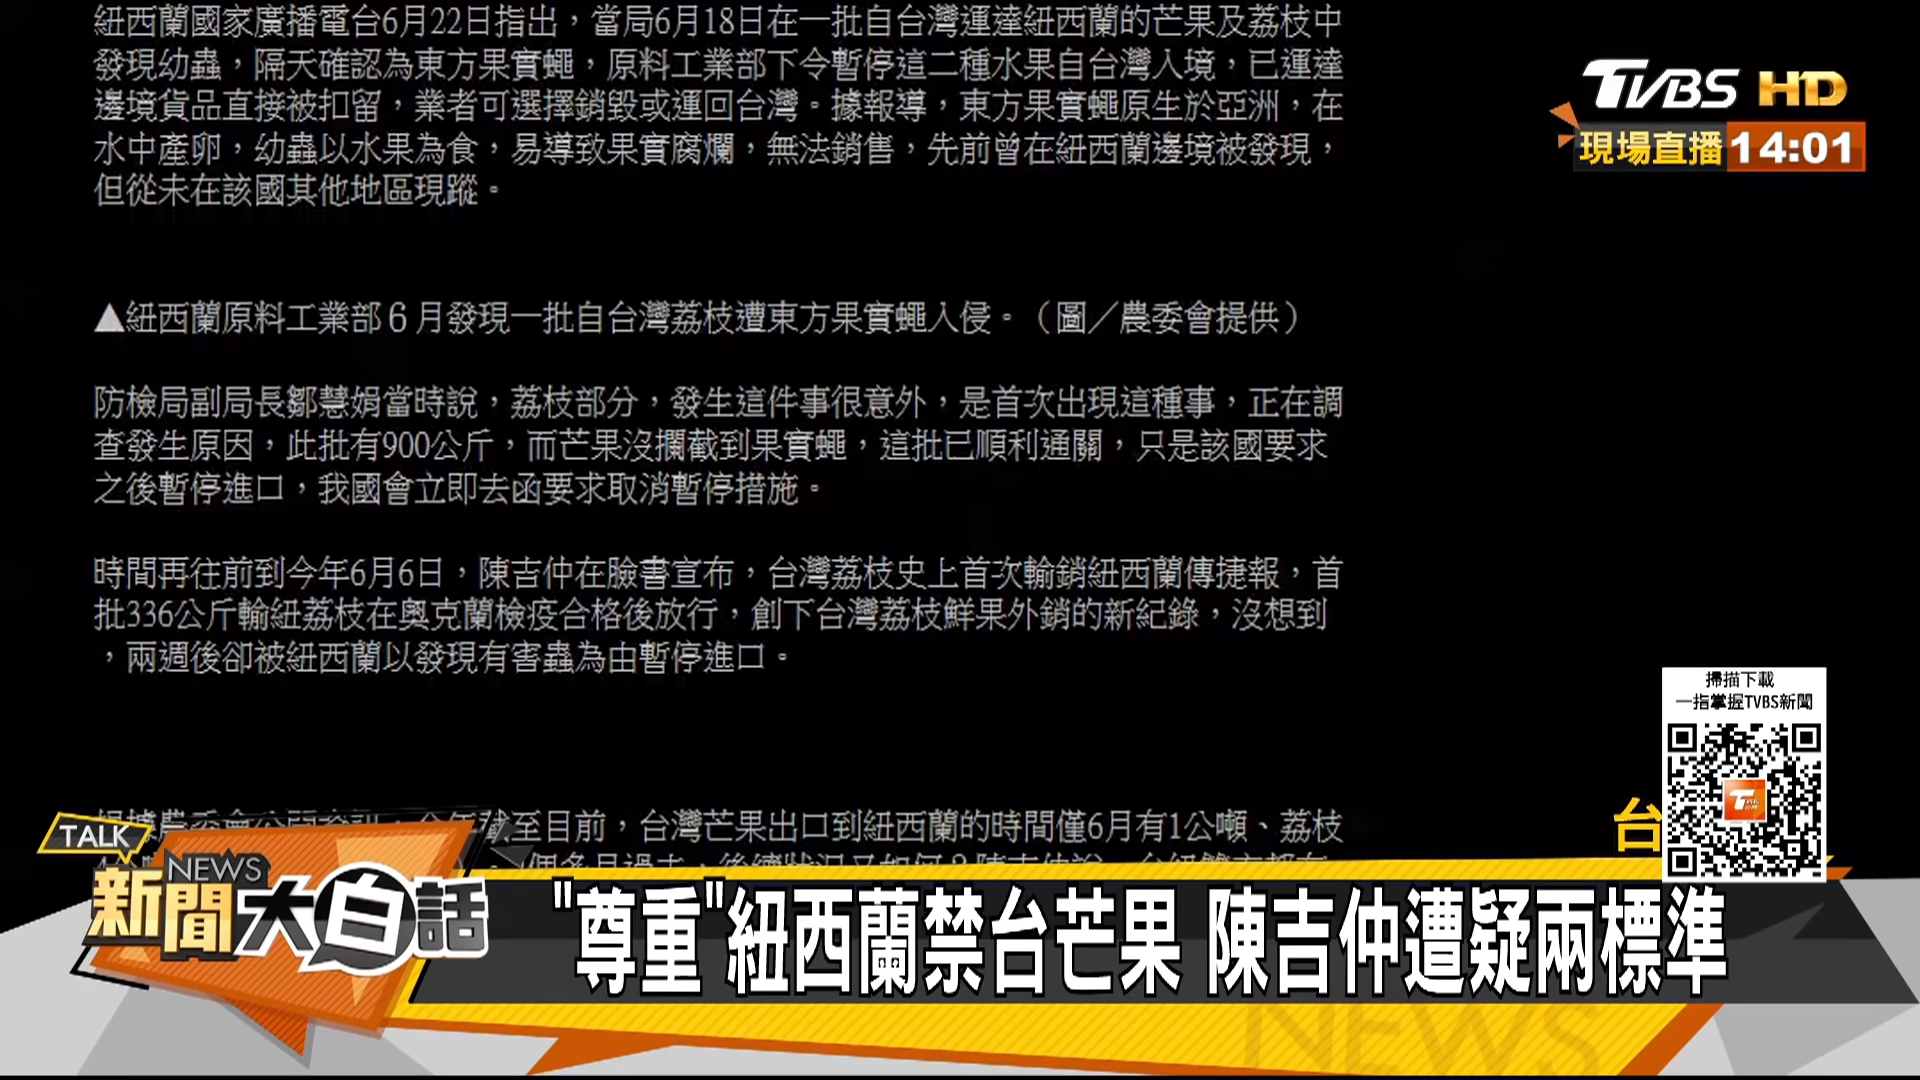 紐西蘭國家廣播電台6月22日指出，當局6月18日在一批自台灣運達紐西蘭的芒果及荔枝中
發現幼蟲，隔天確認為東方果實蠅，原料工業部下令暫停這二種水果自台灣入境，已運達
邊境貨品直接被扣留，業者可選擇銷毀或運回台灣。據報導，東方果實蠅原生於亞洲，在
水中產卵，幼蟲以水果為食，易導致果實腐爛，無法銷售，先前曾在紐西蘭邊境被發現，
但從未在該國其他地區現蹤。
TVBS HD
現場直播 14:01
▲紐西蘭原料工業部６月發現一批自台灣荔枝遭東方果實蠅入侵。（圖／農委會提供）
防檢局副局長鄒慧娟當時說，荔枝部分，發生這件事很意外，是首次出現這種事，正在調
查發生原因，此批有900公斤，而芒果沒攔截到果實蠅，這批已順利通關，只是該國要求
之後暫停進口，我國會立即去函要求取消暫停措施。
時間再往前到今年6月6日，陳吉仲在臉書宣布，台灣荔枝史上首次輸銷紐西蘭傳捷報，首
批336公斤輸紐荔枝在奧克蘭檢疫合格後放行，創下台灣荔枝鮮果外銷的新紀錄，沒想到
，兩週後卻被紐西蘭以發現有害蟲為由暫停進口。
掃描下載
一指掌握TVBS新聞
至目前，台灣芒果出口到紐西蘭的時間僅6月有1公噸、荔枝
台
TALK
NEWS
新聞大白話
"尊重"紐西蘭禁台芒果 陳吉仲遭疑兩標準
NEWS